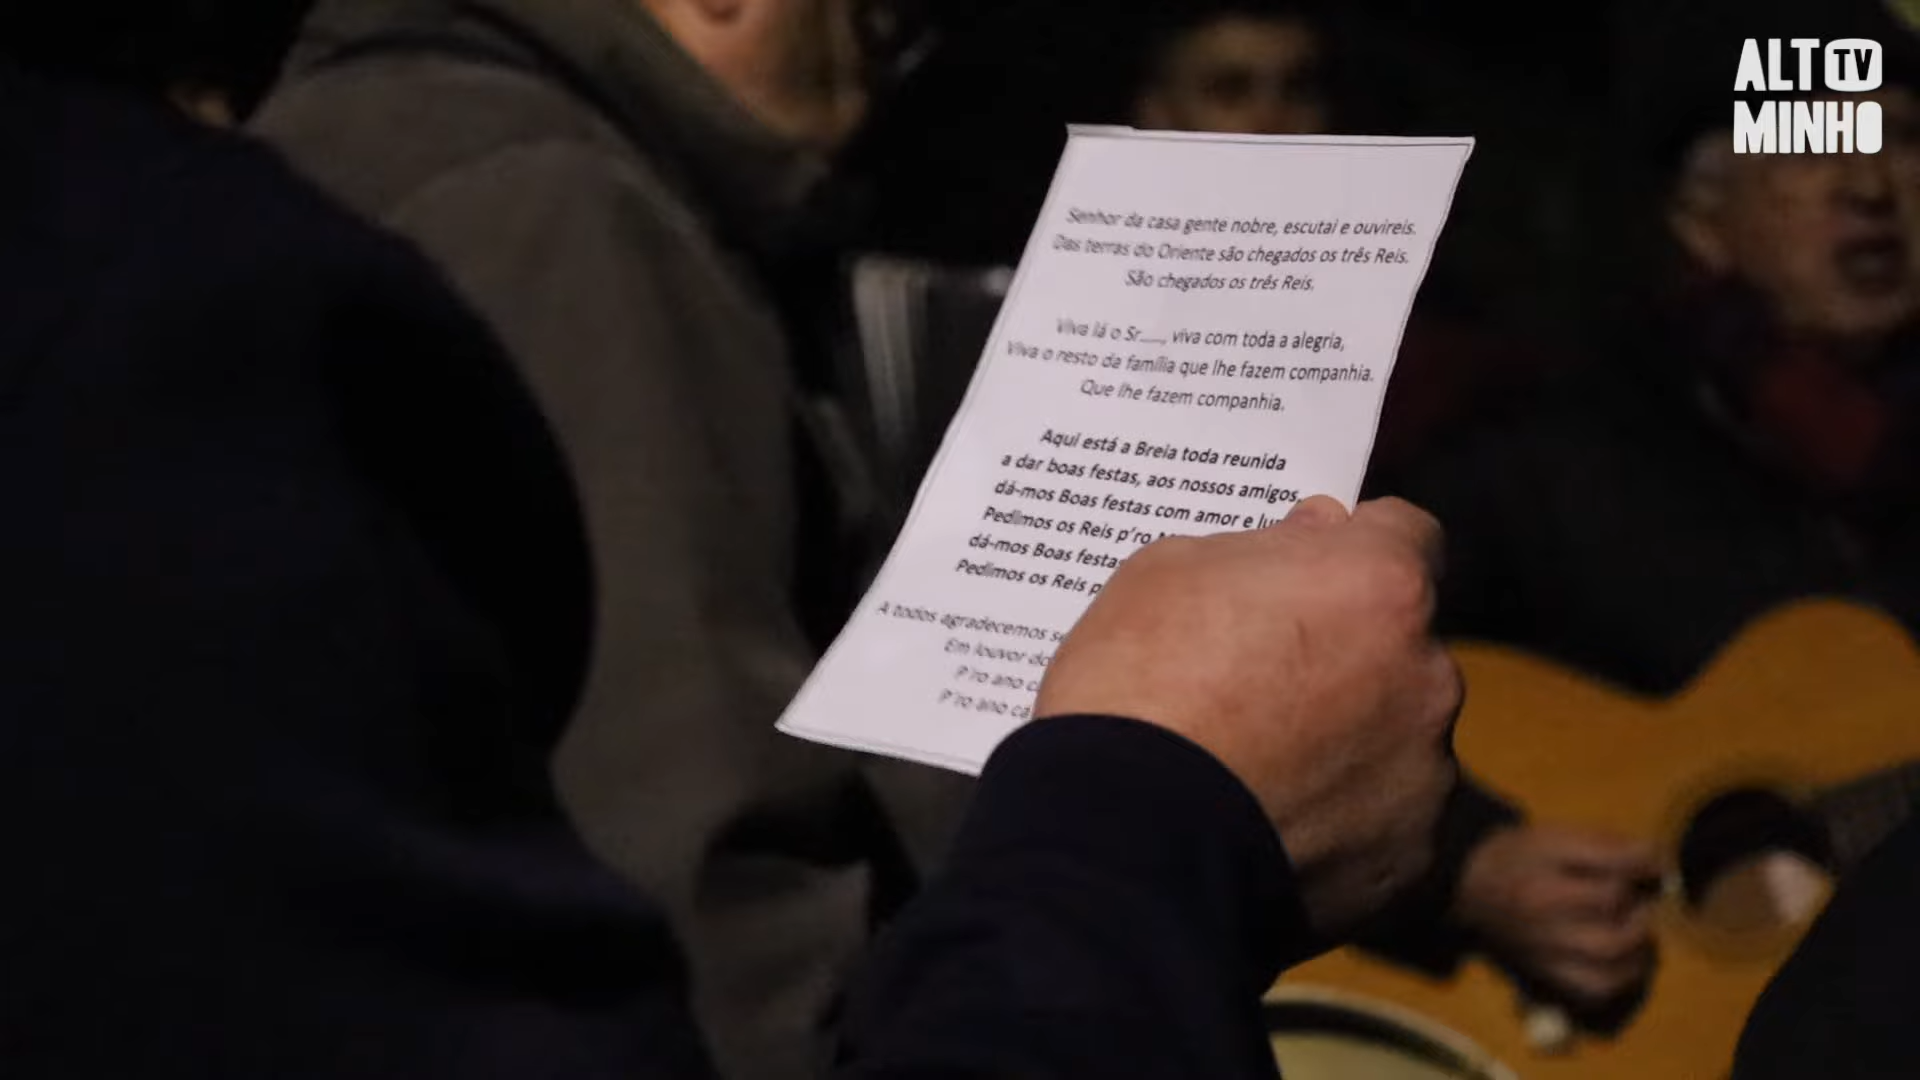 ALTO TV
MINHO
Senhor da casa gente nobre, escutai e ouvireis.
Das terras do Oriente são chegados os três Reis.
São chegados os três Reis.
Viva lá o Sr....., viva com toda a alegria,
Viva o resto da família que lhe fazem companhia.
Que lhe fazem companhia.
Aqui está a Breia toda reunida
a dar boas festas, aos nossos amigos,
dá-mos Boas festas com amor e
Pedimos os Reis p'ro
dá-mos Boas festas
Pedimos os Reis
A todos agradecemos
Em louvor do
P'ro ano
P'ro ano